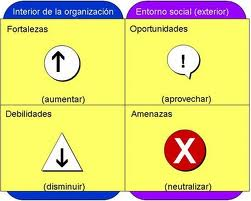 Interior de la organización
Entorno social (exterior)
Fortalezas
Oportunidades
!
(aumentar)
(aprovechar)
Debilidades
Amenazas
X
(disminuir)
(neutralizar)